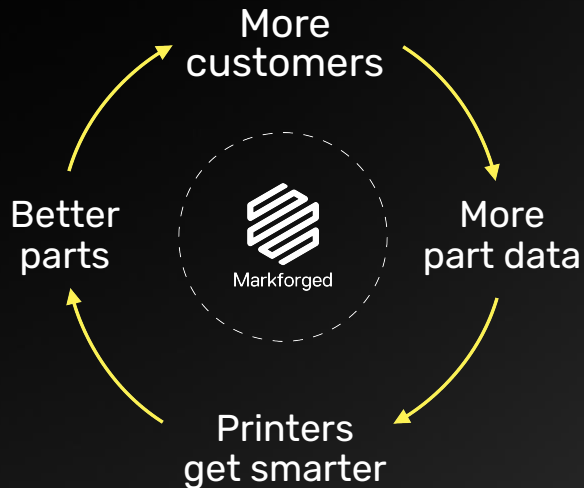 More
customers
Better
parts
More
part data
Markforged
Printers
get smarter